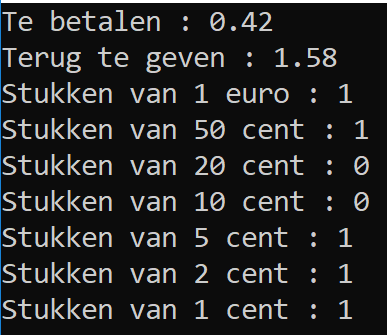 Te betalen : 0.42
Terug te geven : 1.58
Stukken van 1 euro : 1
Stukken van 50 cent : 1
Stukken van 20 cent : 0
Stukken van 10 cent : 0
Stukken van 5 cent : 1
Stukken van 2 cent : 1
Stukken van 1 cent : 1